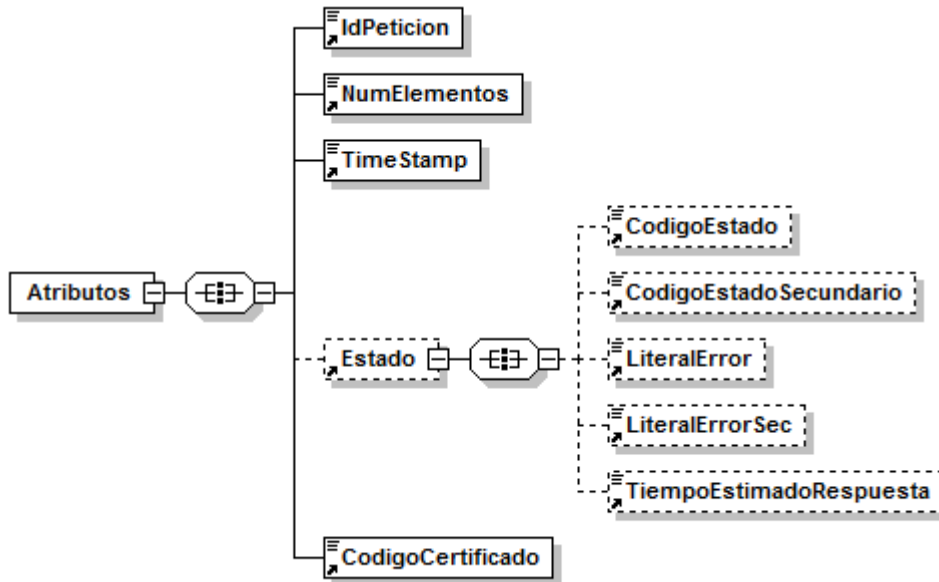 IdPeticion
NumElementos
TimeStamp
Atributos
Estado
CodigoEstado
CodigoEstadoSecundario
LiteralError
LiteralErrorSec
TiempoEstimadoRespuesta
CodigoCertificado